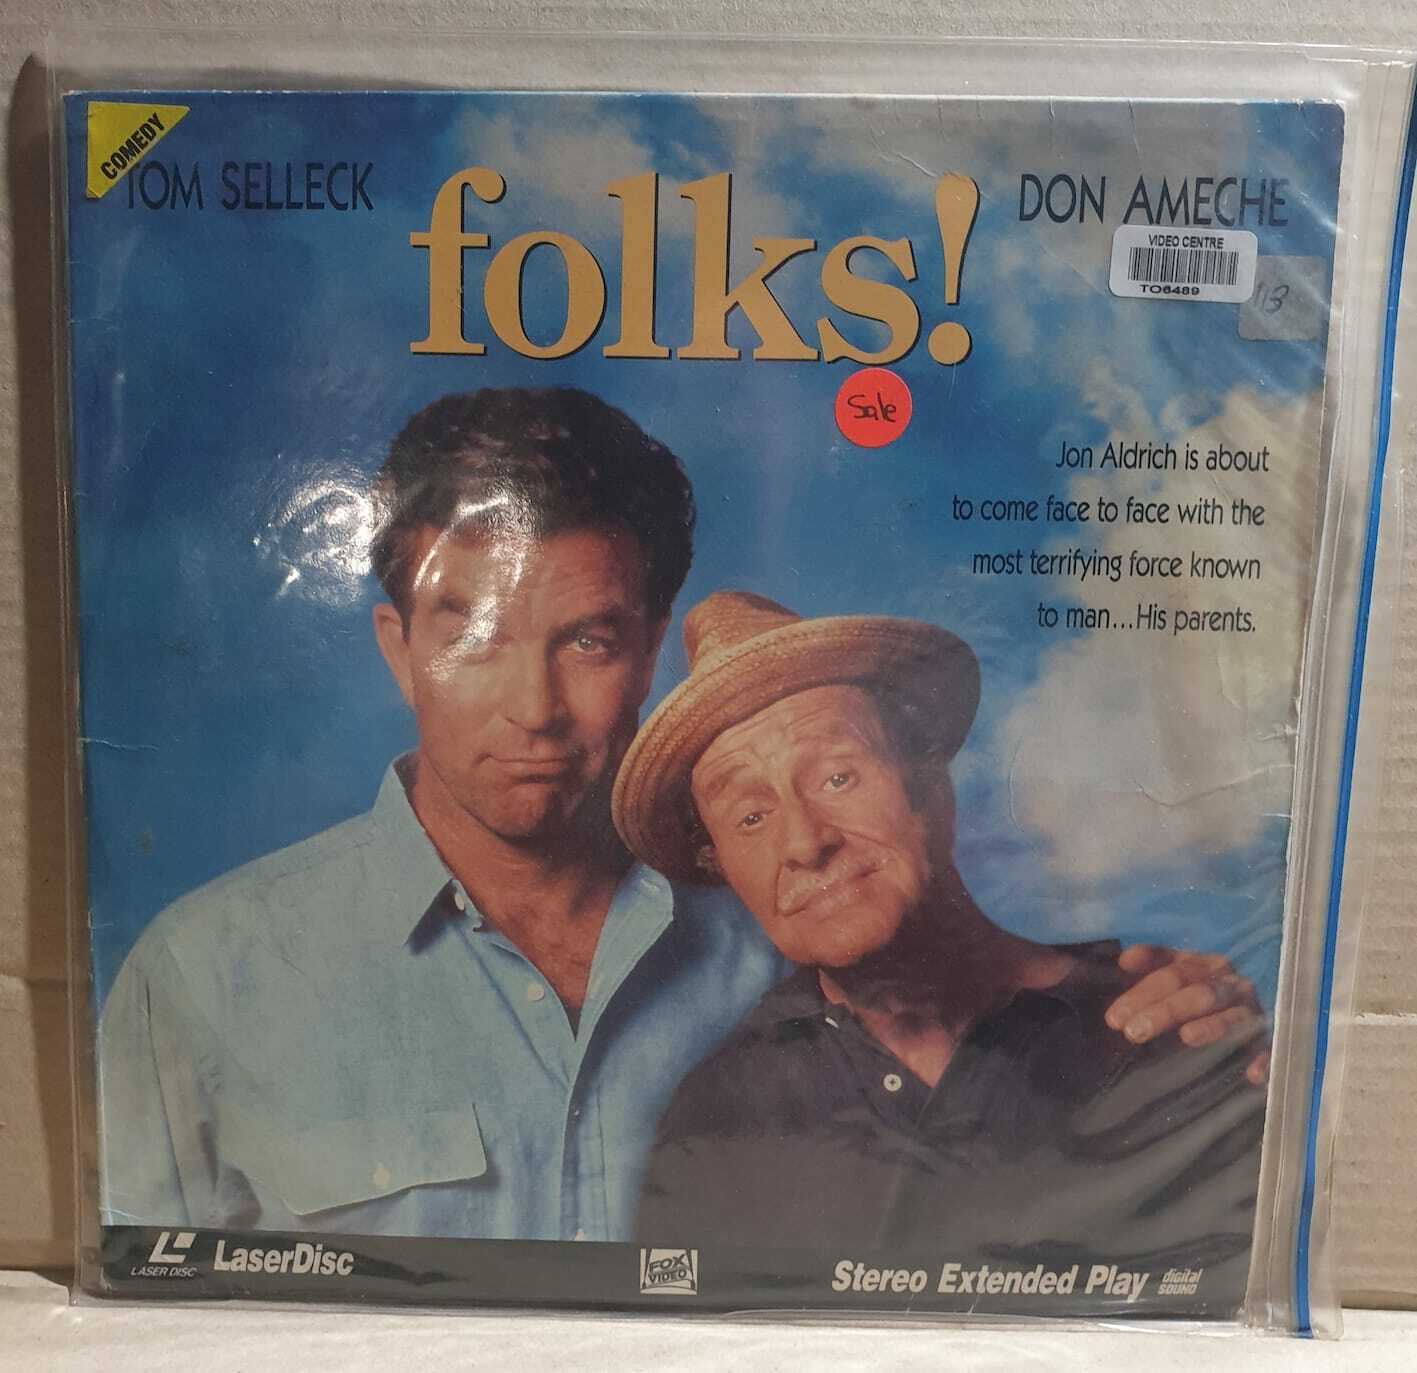 COMEDY
TOM SELLECK
folks!
DON AMECHE
VIDEO CENTRE
TO6489
Sale
Jon Aldrich is about
to come face to face with the
most terrifying force known
to man...His parents.
LASER DISC
LaserDisc
FOX
VIDEO
Stereo Extended Play
digital
SOUND